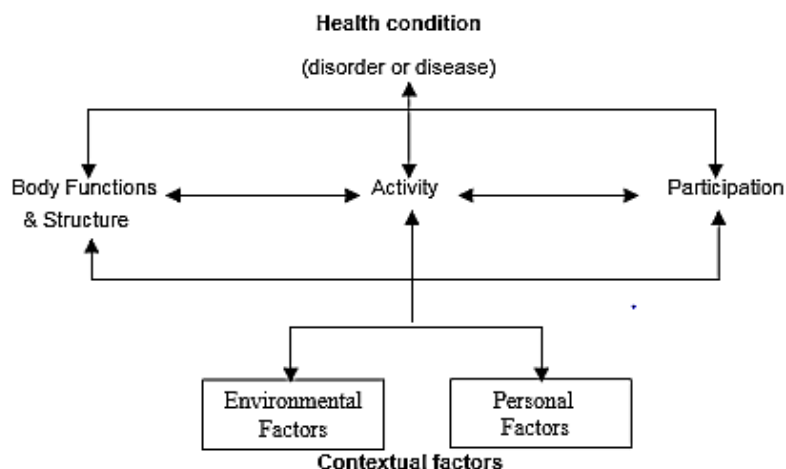 Health condition
(disorder or disease)
Body Functions
& Structure
Activity
Participation
Environmental
Factors
Personal
Factors
Contextual factors